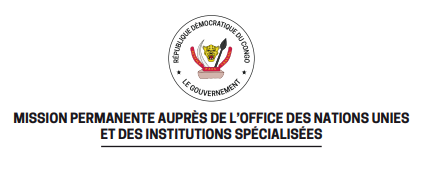 RÉPUBLIQUE DÉMOCRATIQUE DU CONGO
LE GOUVERNEMENT
MISSION PERMANENTE AUPRÈS DE L'OFFICE DES NATIONS UNIES
ET DES INSTITUTIONS SPÉCIALISÉES